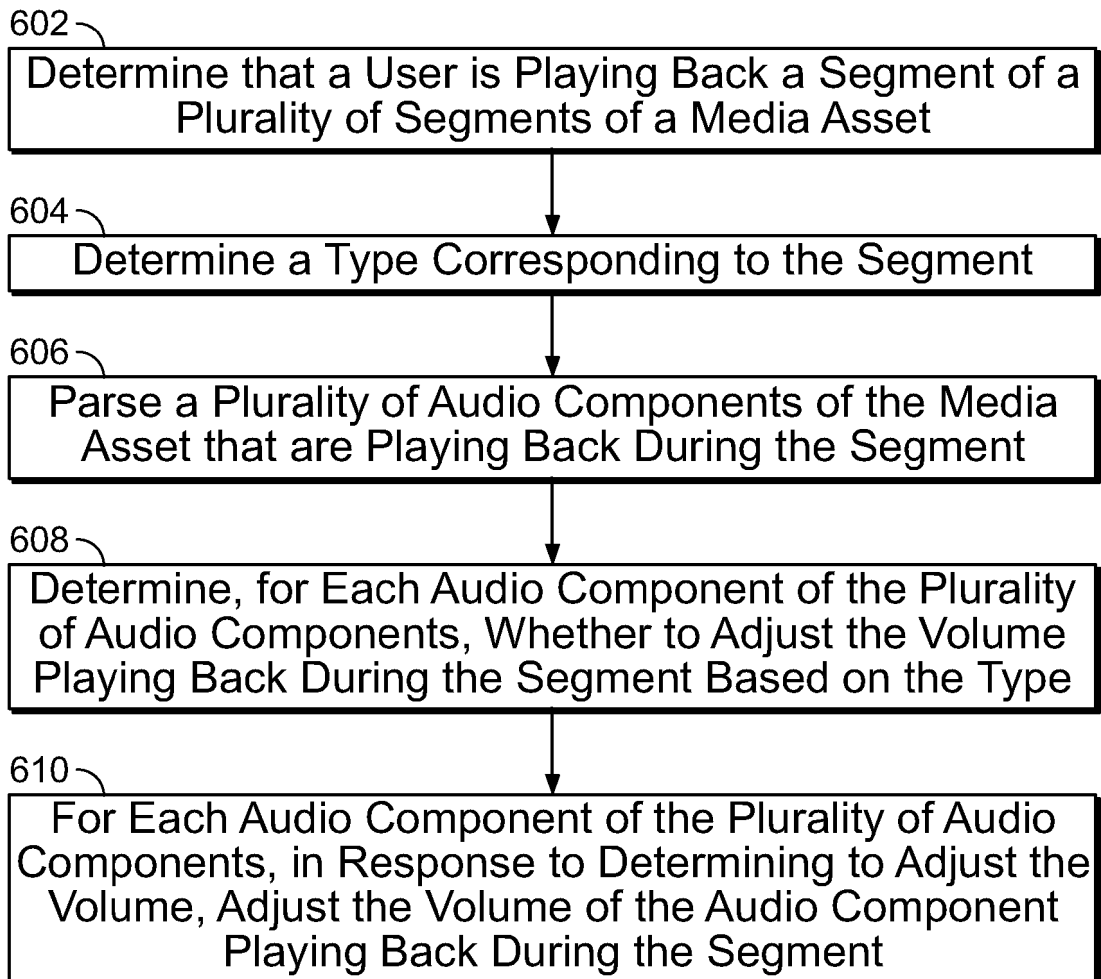 602
Determine that a User is Playing Back a Segment of a
Plurality of Segments of a Media Asset
604
Determine a Type Corresponding to the Segment
606
Parse a Plurality of Audio Components of the Media
Asset that are Playing Back During the Segment
608
Determine, for Each Audio Component of the Plurality
of Audio Components, Whether to Adjust the Volume
Playing Back During the Segment Based on the Type
610
For Each Audio Component of the Plurality of Audio
Components, in Response to Determining to Adjust the
Volume, Adjust the Volume of the Audio Component
Playing Back During the Segment